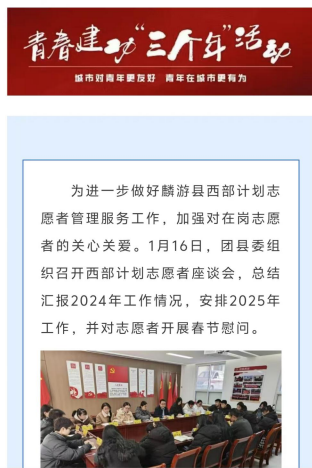 青春建功“三个年”活动
城市对青年更友好 青年在城市更有为
为进一步做好麟游县西部计划志
愿者管理服务工作，加强对在岗志愿
者的关心关爱。1月16日，团县委组
织召开西部计划志愿者座谈会，总结
汇报2024年工作情况，安排2025年
工作，并对志愿者开展春节慰问。